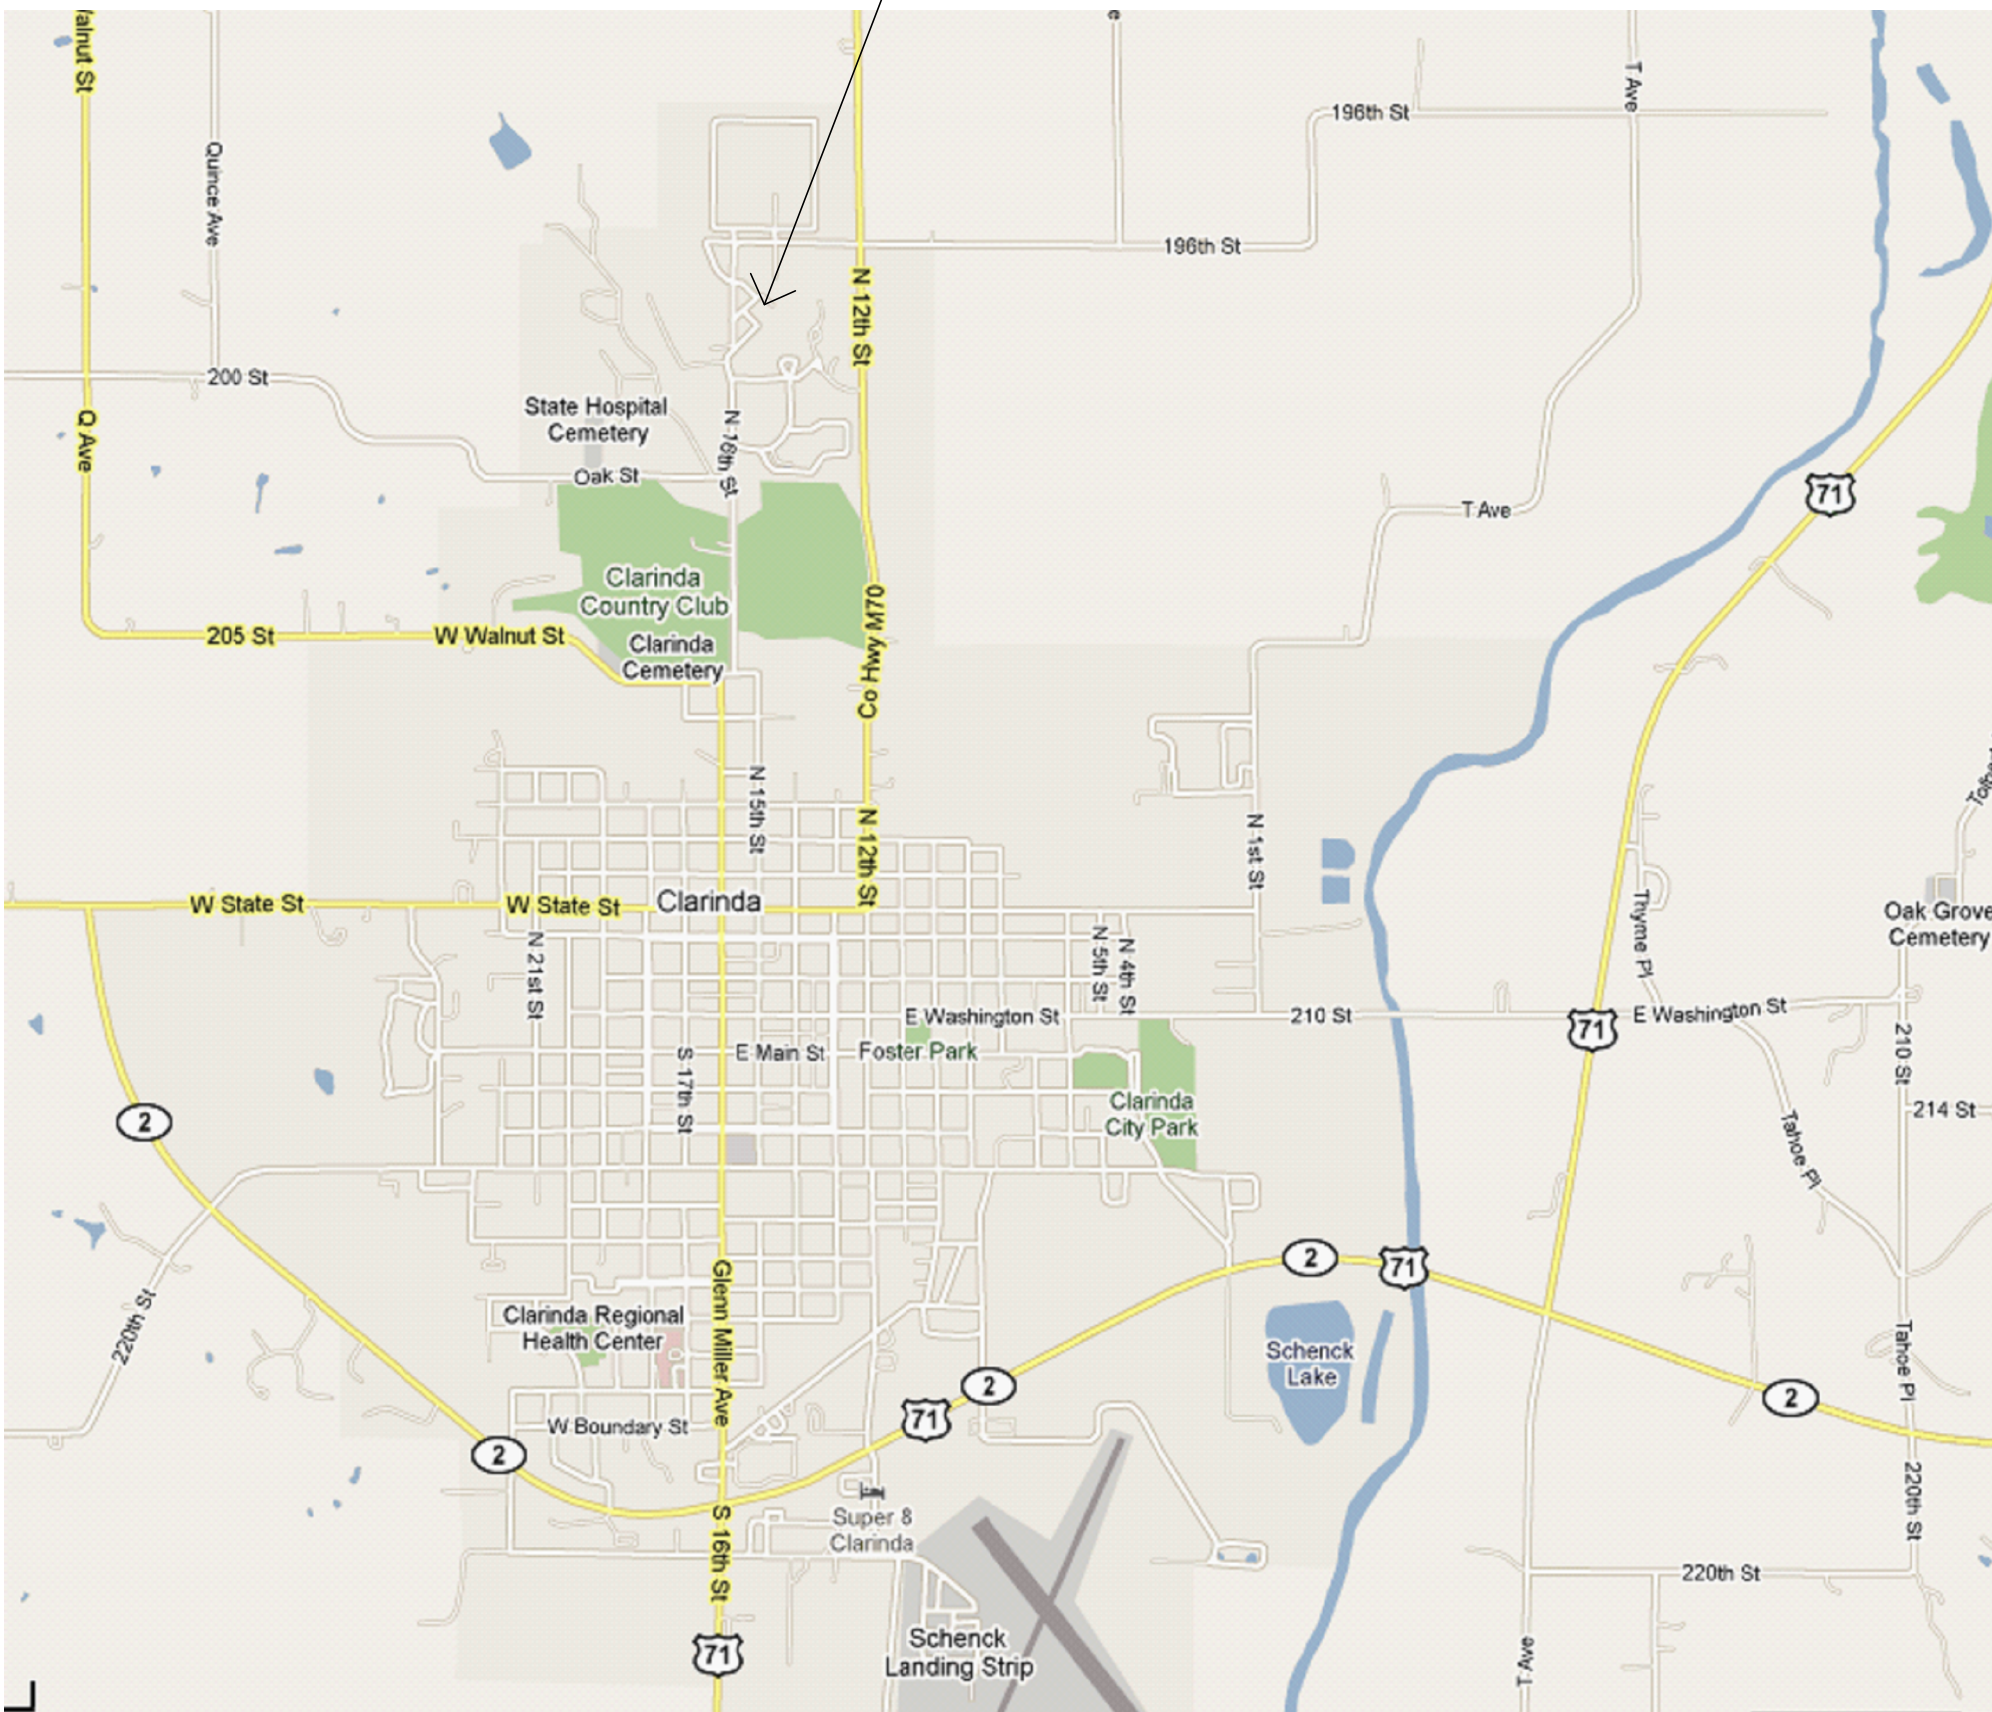 Walnut St
Quince Ave
196th St
T Ave
196th St
N 12th St
200 St
Q Ave
State Hospital
Cemetery
N 16th St
Oak St
71
T Ave
Clarinda
Country Club
Co Hwy M70
205 St
W Walnut St
Clarinda
Cemetery
N 15th St
N 12th St
N 1st St
W State St
W State St
Clarinda
Thyme Pl
Oak Grove
Cemetery
N 21st St
N 5th St
N 4th St
E Washington St
210 St
71
E Washington St
S 17th St
E Main St
Foster Park
210 St
2
Clarinda
City Park
214 St
Tahoe Pl
220th St
Glenn Miller Ave
2
71
Clarinda Regional
Health Center
Schenck
Lake
Tahoe Pl
2
2
71
W Boundary St
2
220th St
S 16th St
Super 8
Clarinda
220th St
Schenck
Landing Strip
71
T Ave